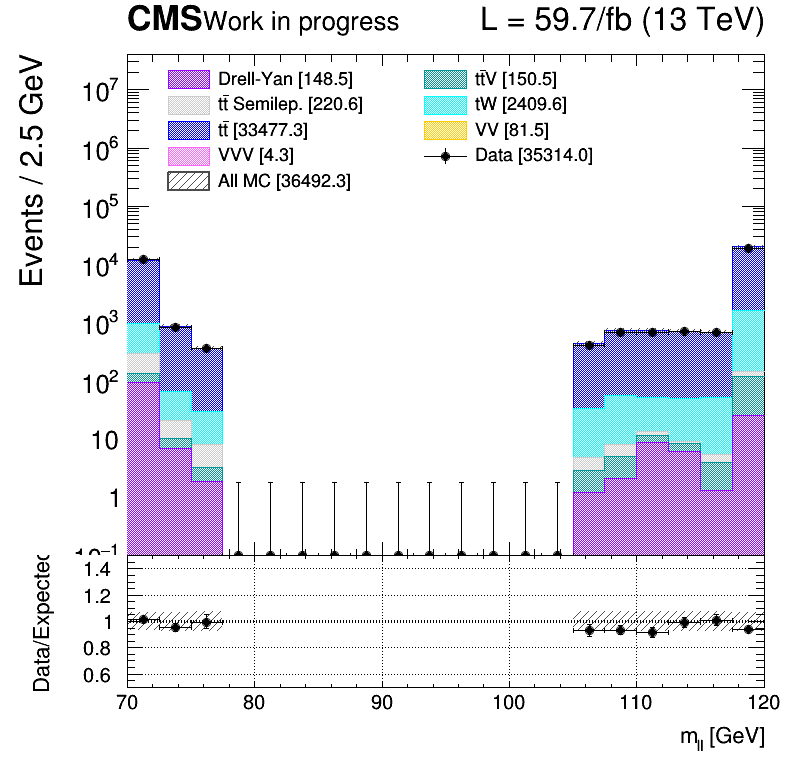 CMS Work in progress L = 59.7/fb (13 TeV)
Events / 2.5 GeV
Drell-Yan [148.5]
tt̄ Semilep. [220.6]
tt̄ [33477.3]
VVV [4.3]
All MC [36492.3]
tt̄V [150.5]
tW [2409.6]
VV [81.5]
Data [35314.0]
10⁷
10⁶
10⁵
10⁴
10³
10²
10
1
10⁻¹
Data/Expected
1.4
1.2
1
0.8
0.6
70 80 90 100 110 120
m_ll [GeV]